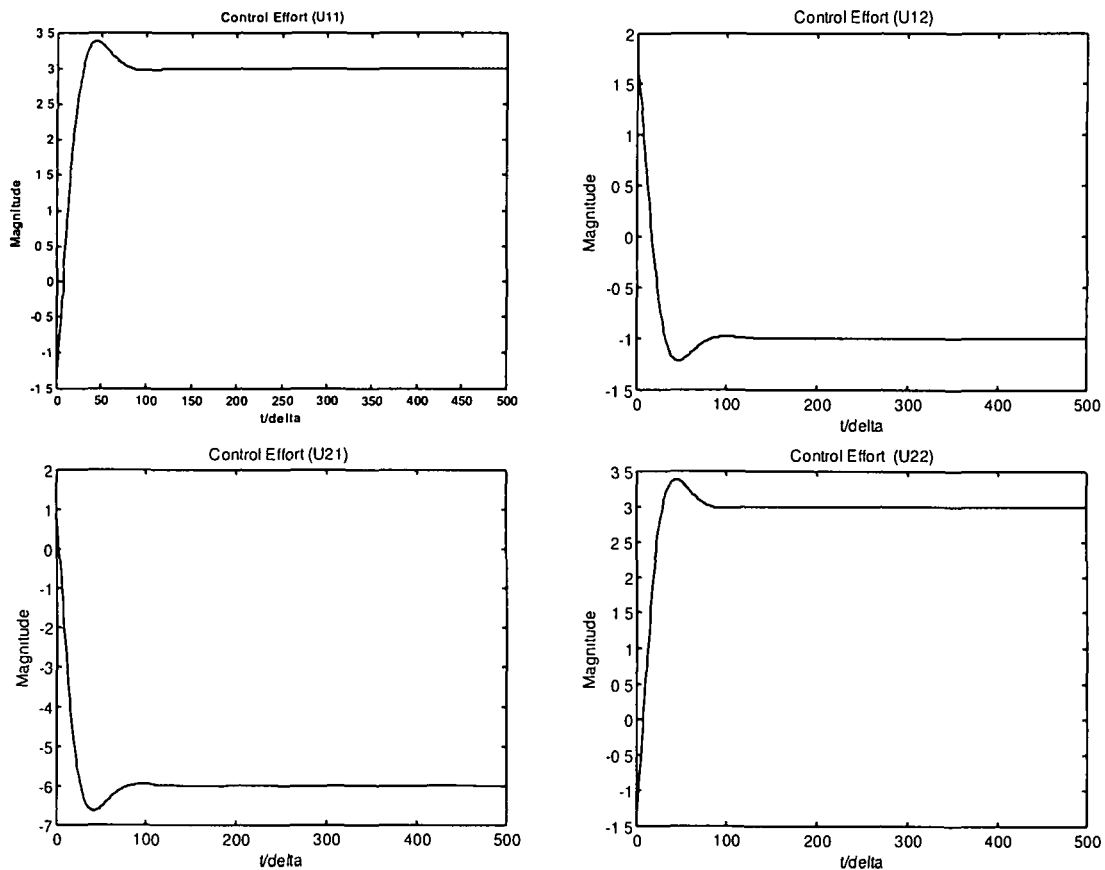 Control Effort (U11)
3 5
3
2 5
2
1 5
1
0 5
0
-0 5
-1
-1 5
Magnitude
0 50 100 150 200 250 300 350 400 450 500
t/delta
Control Effort (U12)
2
1 5
1
0 5
0
-0 5
-1
-1 5
Magnitude
0 100 200 300 400 500
t/delta
Control Effort (U21)
2
1
0
-1
-2
-3
-4
-5
-6
-7
Magnitude
0 100 200 300 400 500
t/delta
Control Effort (U22)
3 5
3
2 5
2
1 5
1
0 5
0
-0 5
-1
-1 5
Magnitude
0 100 200 300 400 500
t/delta